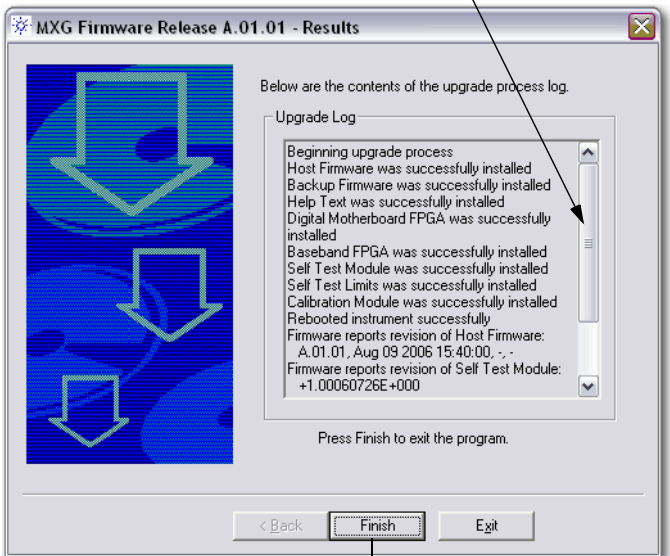 MXG Firmware Release A.01.01 - Results
Below are the contents of the upgrade process log.
Upgrade Log
Beginning upgrade process
Host Firmware was successfully installed
Backup Firmware was successfully installed
Help Text was successfully installed
Digital Motherboard FPGA was successfully
installed
Baseband FPGA was successfully installed
Self Test Module was successfully installed
Self Test Limits was successfully installed
Calibration Module was successfully installed
Rebooted instrument successfully
Firmware reports revision of Host Firmware:
A.01.01, Aug 09 2006 15:40:00, -, -
Firmware reports revision of Self Test Module:
+1.00060726E+000
Press Finish to exit the program.
< Back
Finish
Exit